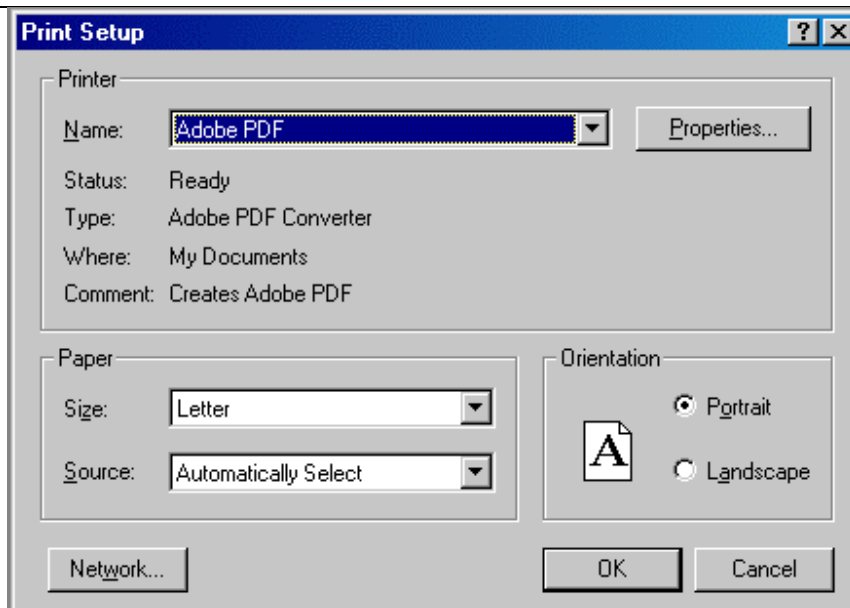 Print Setup
Printer
Name: Adobe PDF Properties...
Status: Ready
Type: Adobe PDF Converter
Where: My Documents
Comment: Creates Adobe PDF
Paper
Size: Letter
Source: Automatically Select
Orientation
A
Portrait
Landscape
Network... OK Cancel